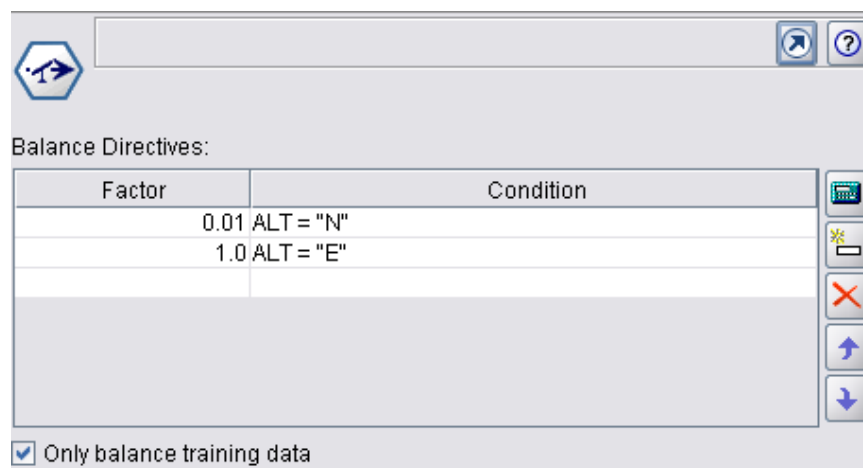 ?
Balance Directives:
Factor Condition
0.01 ALT = "N"
1.0 ALT = "E"
Only balance training data